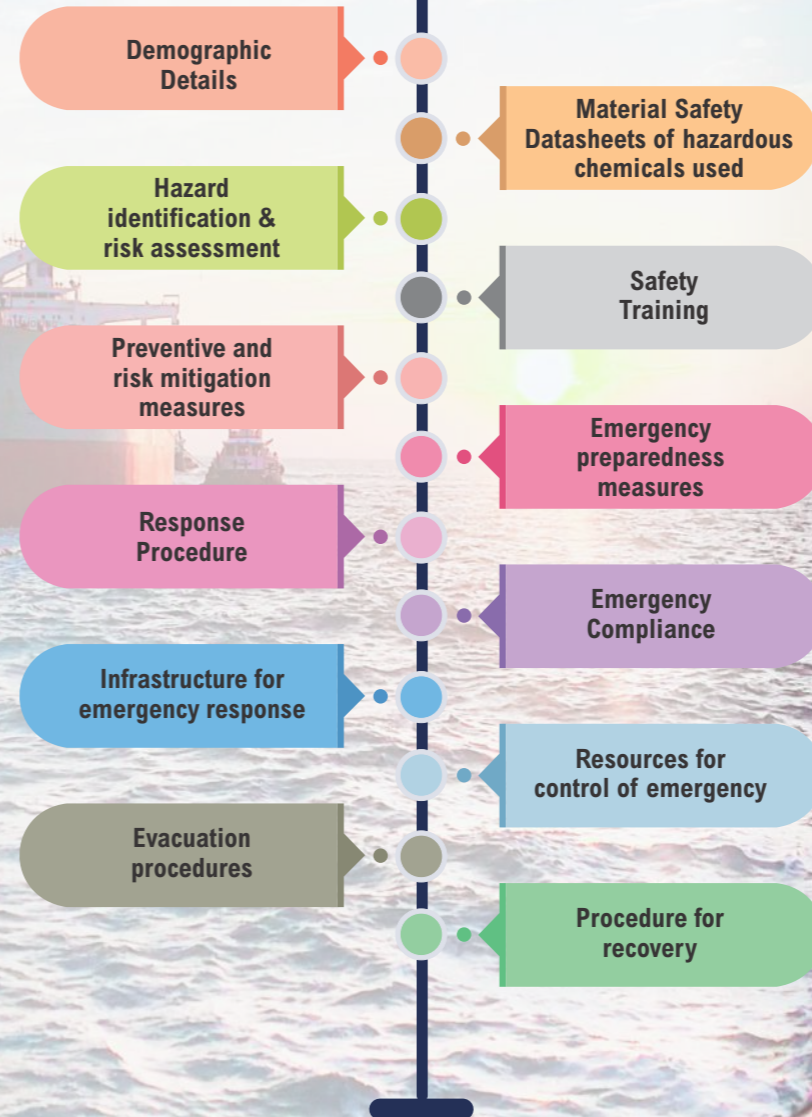 Demographic
Details
Material Safety
Datasheets of hazardous
chemicals used
Hazard
identification &
risk assessment
Safety
Training
Preventive and
risk mitigation
measures
Emergency
preparedness
measures
Response
Procedure
Emergency
Compliance
Infrastructure for
emergency response
Resources for
control of emergency
Evacuation
procedures
Procedure for
recovery